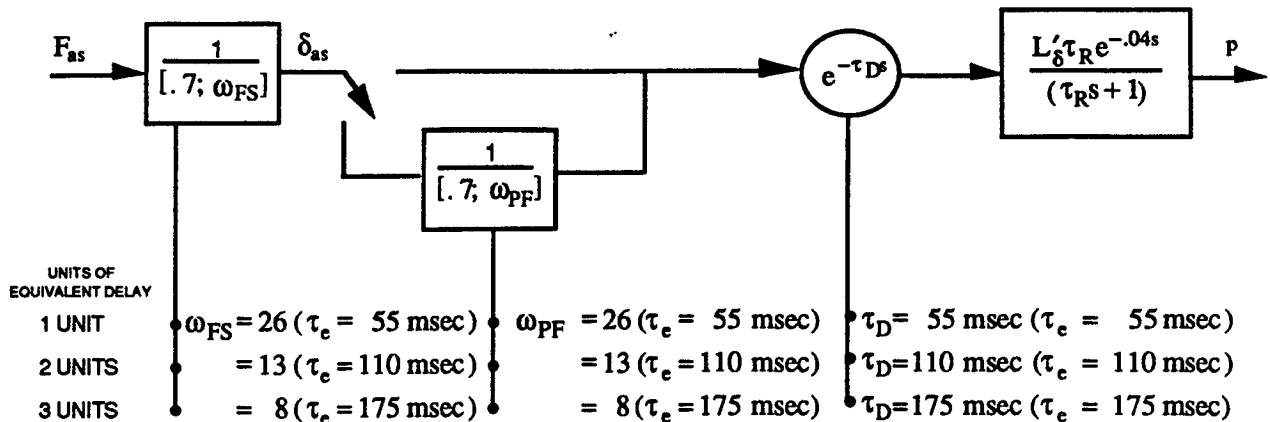 F_as
1
[. 7; ω_FS]
δ_as
1
[. 7; ω_PF]
e^{-τ_D s}
L'_δ τ_R e^{-.04s}
(τ_R s + 1)
p
UNITS OF
EQUIVALENT DELAY
1 UNIT ω_FS = 26 (τ_e = 55 msec) ω_PF = 26 (τ_e = 55 msec) τ_D = 55 msec (τ_e = 55 msec)
2 UNITS = 13 (τ_e = 110 msec) = 13 (τ_e = 110 msec) τ_D = 110 msec (τ_e = 110 msec)
3 UNITS = 8 (τ_e = 175 msec) = 8 (τ_e = 175 msec) τ_D = 175 msec (τ_e = 175 msec)